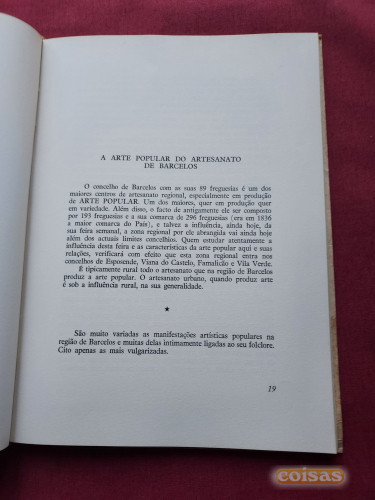 A ARTE POPULAR DO ARTESANATO
DE BARCELOS
O concelho de Barcelos com as suas 89 freguesias é um dos
maiores centros de artesanato regional, especialmente em produção
de ARTE POPULAR. Um dos maiores, quer em produção quer
em variedade. Além disso, o facto de antigamente ele ser composto
por 193 freguesias e a sua comarca de 296 freguesias (era em 1836
a maior comarca do País), e talvez a influência, ainda hoje, da
sua feira semanal, a zona regional por ele abrangida vai ainda hoje
além dos actuais limites concelhios. Quem estudar atentamente a
influência desta feira e as características da arte popular aqui e suas
relações, verificará com efeito que esta zona regional entra nos
concelhos de Esposende, Viana do Castelo, Famalicão e Vila Verde.
É tipicamente rural todo o artesanato que na região de Barcelos
produz a arte popular. O artesanato urbano, quando produz arte
é sob a influência rural, na sua generalidade.
*
São muito variadas as manifestações artísticas populares na
região de Barcelos e muitas delas intimamente ligadas ao seu folclore.
Cito apenas as mais vulgarizadas.
19
coisas